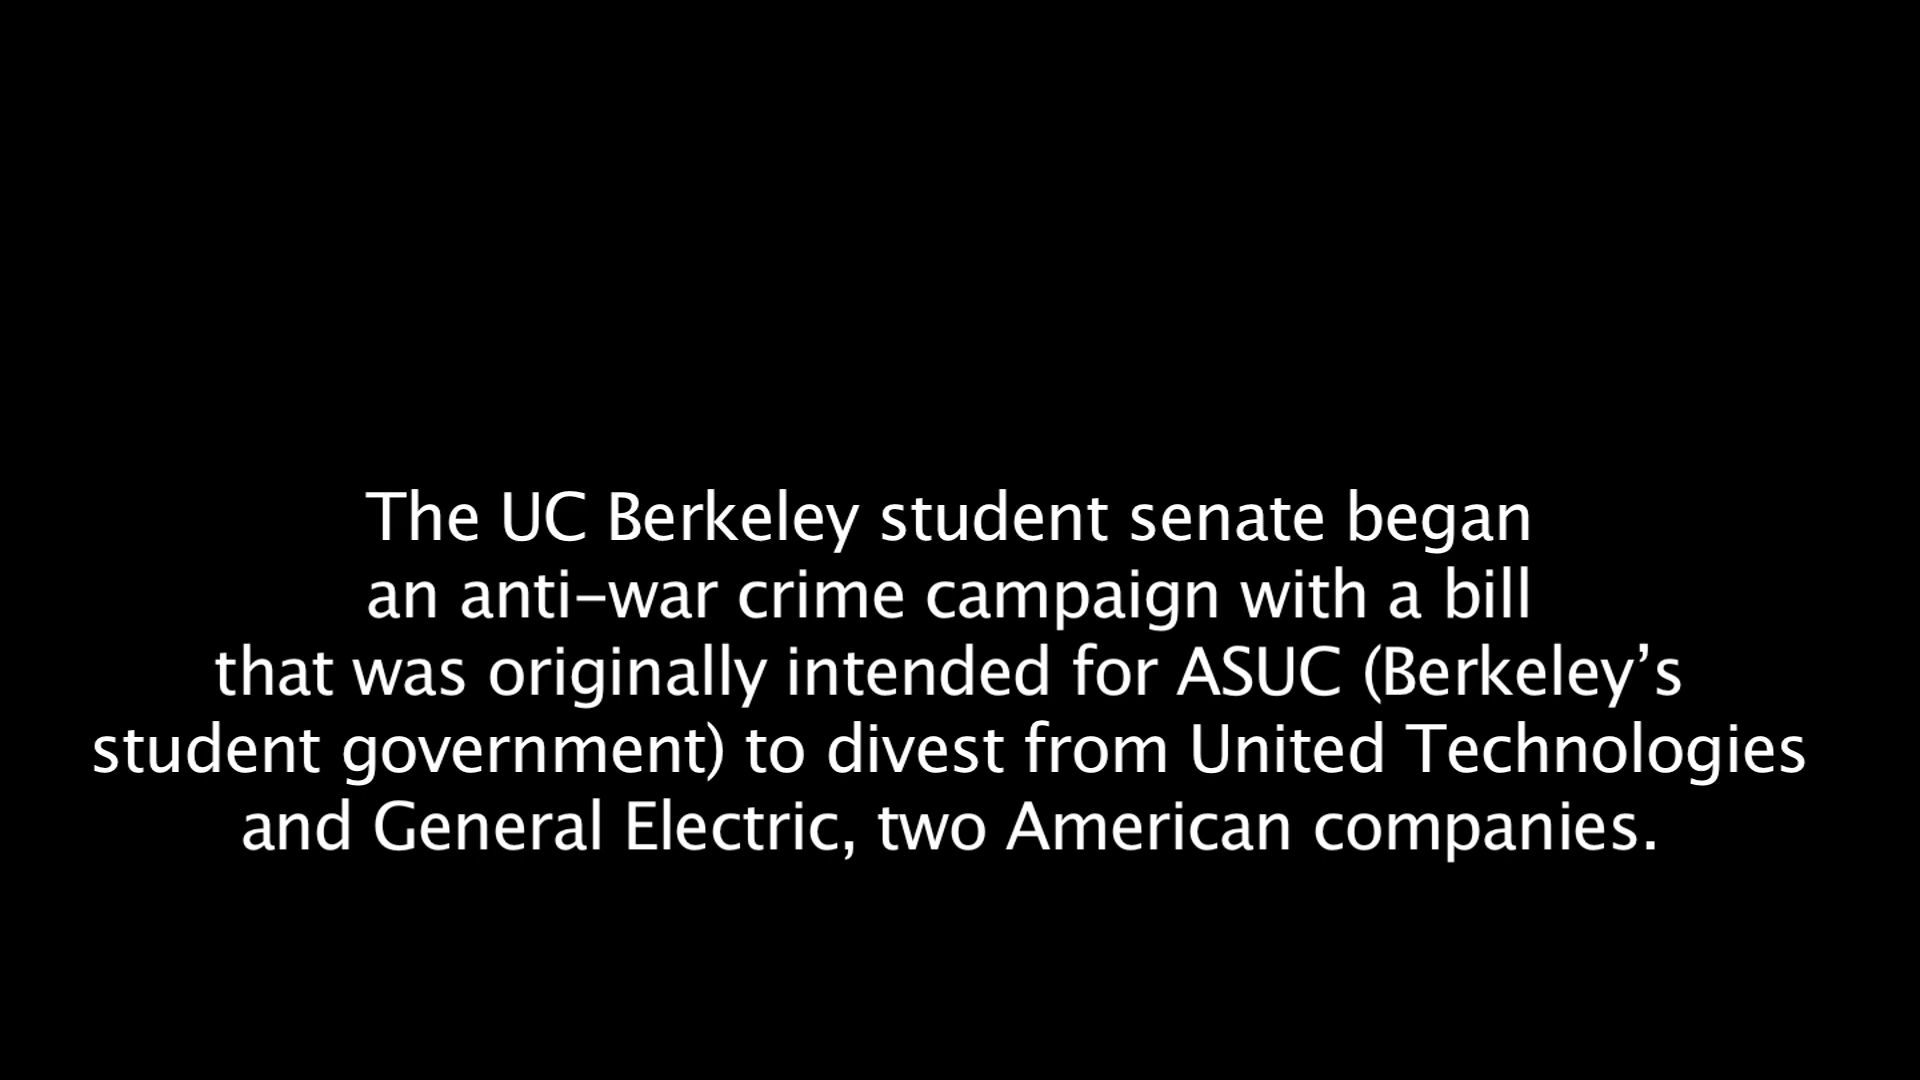 The UC Berkeley student senate began
an anti-war crime campaign with a bill
that was originally intended for ASUC (Berkeley’s
student government) to divest from United Technologies
and General Electric, two American companies.